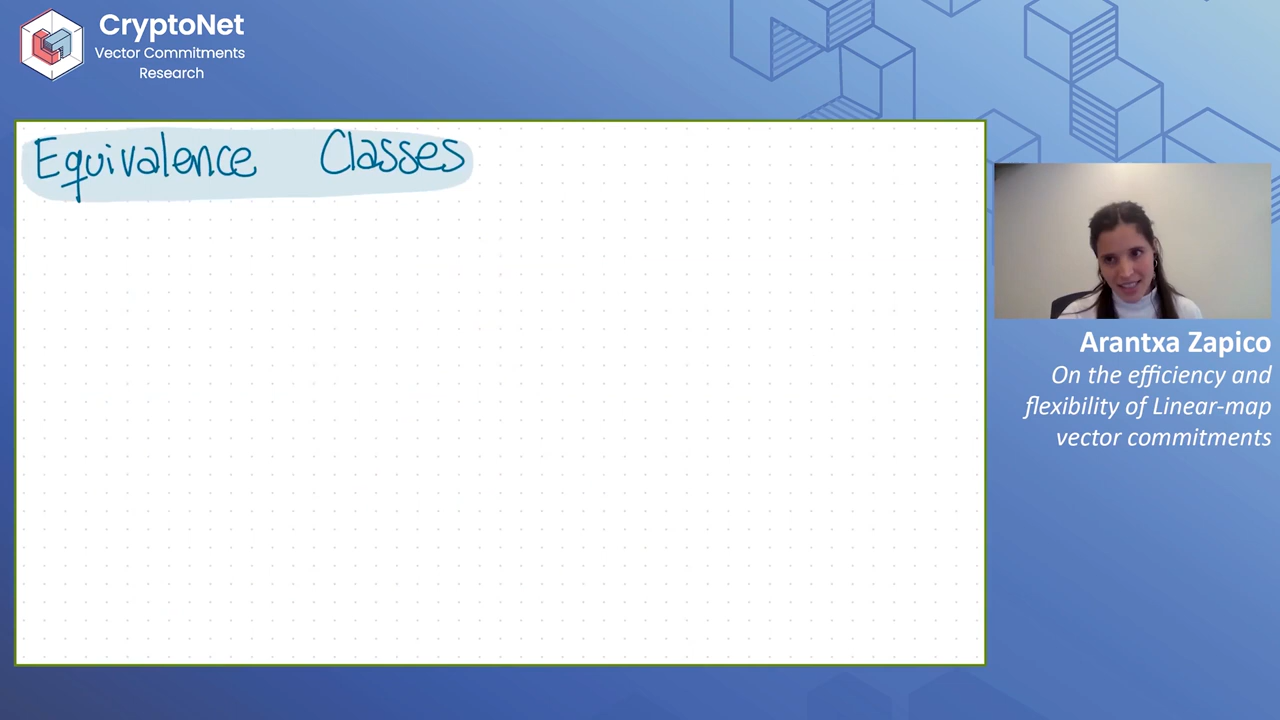 CryptoNet
Vector Commitments
Research
Equivalence Classes
Arantxa Zapico
On the efficiency and
flexibility of Linear-map
vector commitments